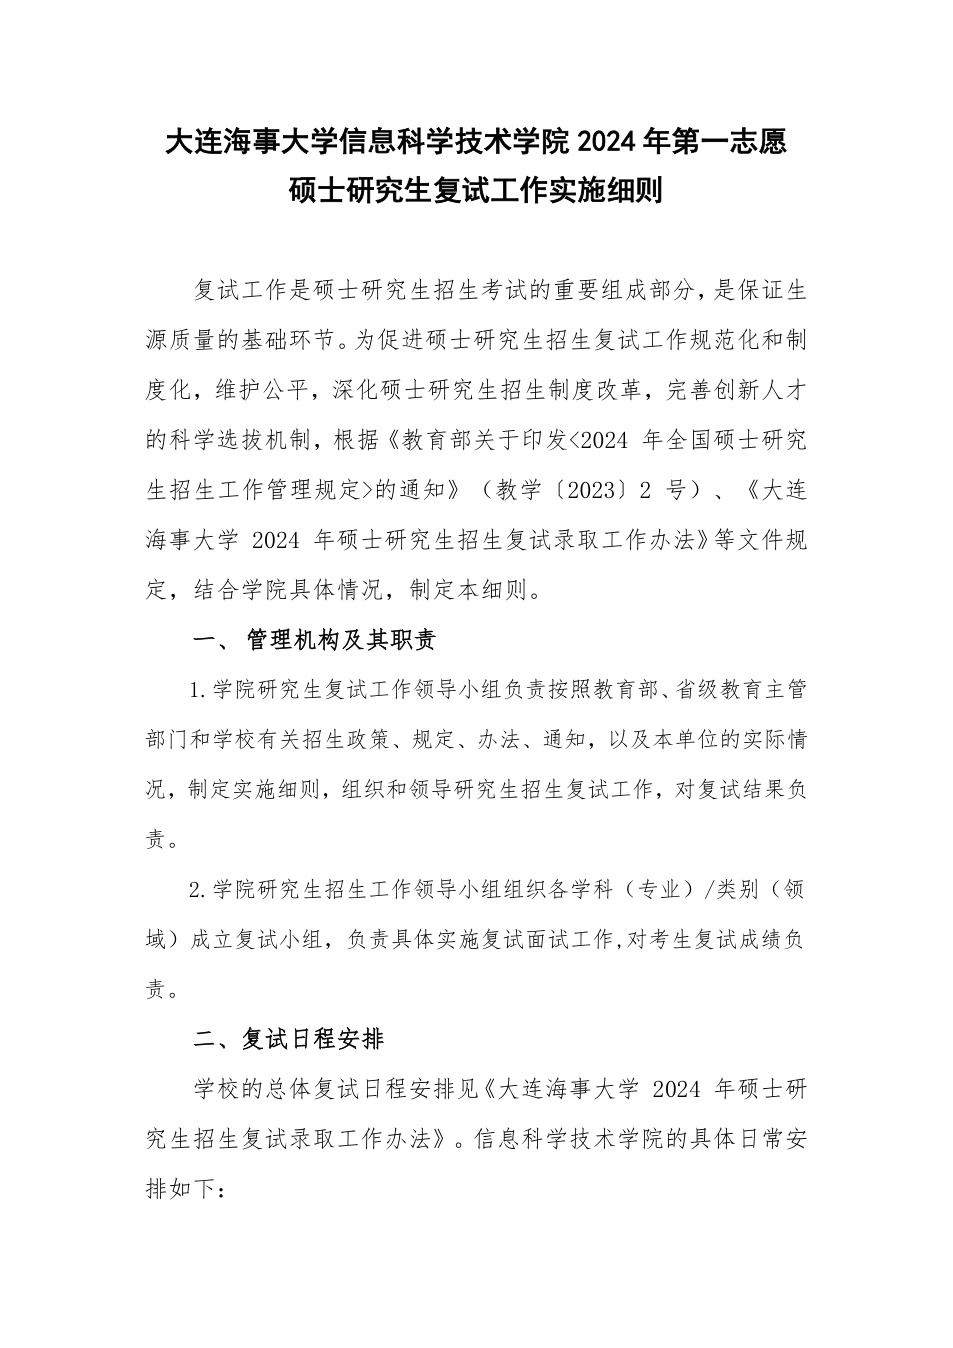 大连海事大学信息科学技术学院 2024 年第一志愿
硕士研究生复试工作实施细则
复试工作是硕士研究生招生考试的重要组成部分，是保证生
源质量的基础环节。为促进硕士研究生招生复试工作规范化和制
度化，维护公平，深化硕士研究生招生制度改革，完善创新人才
的科学选拔机制，根据《教育部关于印发<2024 年全国硕士研究
生招生工作管理规定>的通知》（教学〔2023〕2 号）、《大连
海事大学 2024 年硕士研究生招生复试录取工作办法》等文件规
定，结合学院具体情况，制定本细则。
一、 管理机构及其职责
1.学院研究生复试工作领导小组负责按照教育部、省级教育主管
部门和学校有关招生政策、规定、办法、通知，以及本单位的实际情
况，制定实施细则，组织和领导研究生招生复试工作，对复试结果负
责。
2.学院研究生招生工作领导小组组织各学科（专业）/类别（领
域）成立复试小组，负责具体实施复试面试工作,对考生复试成绩负
责。
二、复试日程安排
学校的总体复试日程安排见《大连海事大学 2024 年硕士研
究生招生复试录取工作办法》。信息科学技术学院的具体日常安
排如下：